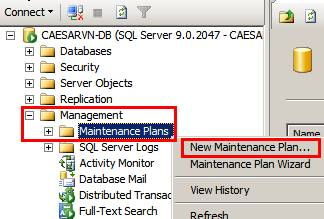 CAESARVN-DB (SQL Server 9.0.2047 - CAESA
Databases
Security
Server Objects
Replication
Management
Maintenance Plans
SQL Server Logs
Activity Monitor
Database Mail
Distributed Transac
Full-Text Search
New Maintenance Plan...
Maintenance Plan Wizard
View History
Refresh
Name